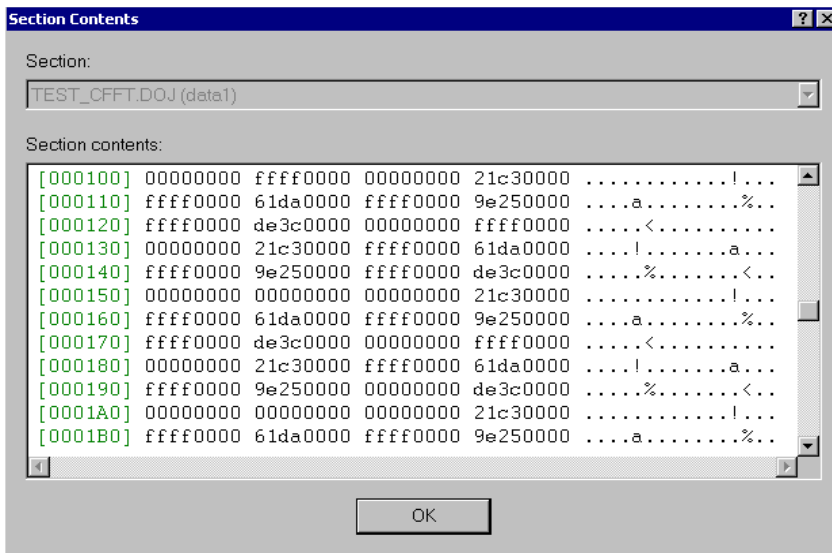 Section Contents
Section:
TEST_CFFT.DOJ (data1)
Section contents:
[000100] 00000000 ffff0000 00000000 21c30000 ............!...
[000110] ffff0000 61da0000 ffff0000 9e250000 ....a........%..
[000120] ffff0000 de3c0000 00000000 ffff0000 .....<..........
[000130] 00000000 21c30000 ffff0000 61da0000 ....!.......a...
[000140] ffff0000 9e250000 ffff0000 de3c0000 .....%.......<..
[000150] 00000000 00000000 00000000 21c30000 ............!...
[000160] ffff0000 61da0000 ffff0000 9e250000 ....a........%..
[000170] ffff0000 de3c0000 00000000 ffff0000 .....<..........
[000180] 00000000 21c30000 ffff0000 61da0000 ....!.......a...
[000190] ffff0000 9e250000 00000000 de3c0000 .....%.......<..
[0001A0] 00000000 00000000 00000000 21c30000 ............!...
[0001B0] ffff0000 61da0000 ffff0000 9e250000 ....a........%..
OK